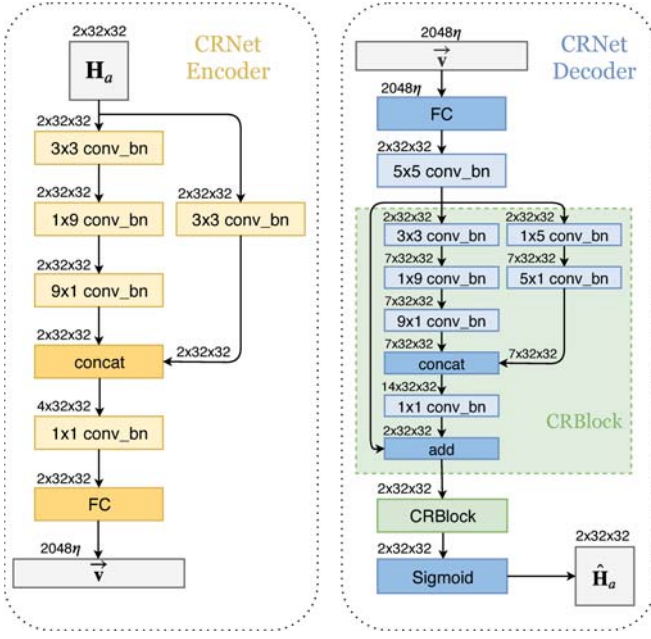 2x32x32
CRNet
Encoder
H_a
2x32x32
3x3 conv_bn
2x32x32
1x9 conv_bn
3x3 conv_bn
2x32x32
9x1 conv_bn
2x32x32
2x32x32
concat
4x32x32
1x1 conv_bn
2x32x32
FC
2048η
v⃗
2048η
CRNet
Decoder
v⃗
2048η
FC
2x32x32
5x5 conv_bn
2x32x32
2x32x32
3x3 conv_bn
1x5 conv_bn
7x32x32
7x32x32
1x9 conv_bn
5x1 conv_bn
7x32x32
9x1 conv_bn
7x32x32
7x32x32
concat
14x32x32
1x1 conv_bn
CRBlock
2x32x32
add
2x32x32
CRBlock
2x32x32
2x32x32
Sigmoid
Ĥ_a